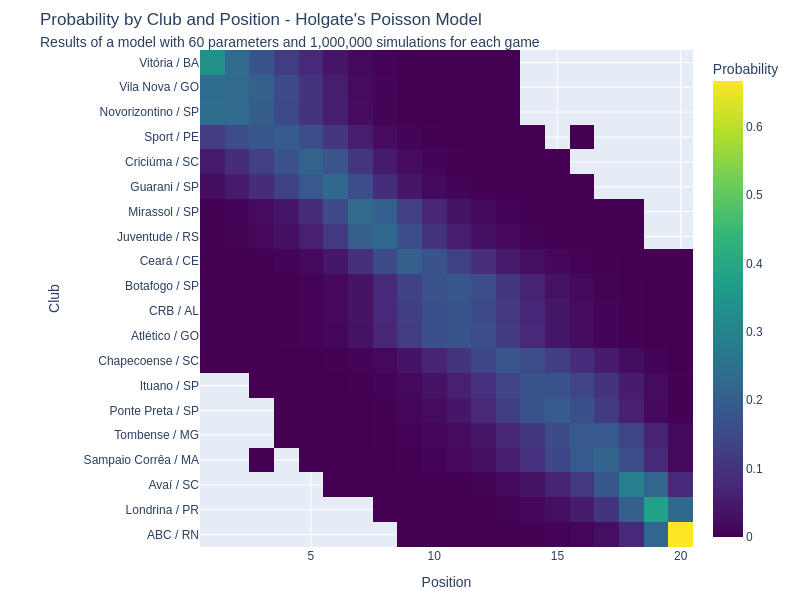 Probability by Club and Position - Holgate's Poisson Model
Results of a model with 60 parameters and 1,000,000 simulations for each game
Probability
Vitória / BA
Vila Nova / GO
Novorizontino / SP
Sport / PE
Criciúma / SC
Guarani / SP
Mirassol / SP
Juventude / RS
Ceará / CE
Botafogo / SP
CRB / AL
Atlético / GO
Chapecoense / SC
Ituano / SP
Ponte Preta / SP
Tombense / MG
Sampaio Corrêa / MA
Avaí / SC
Londrina / PR
ABC / RN
Club
5
10
15
20
Position
0.6
0.5
0.4
0.3
0.2
0.1
0